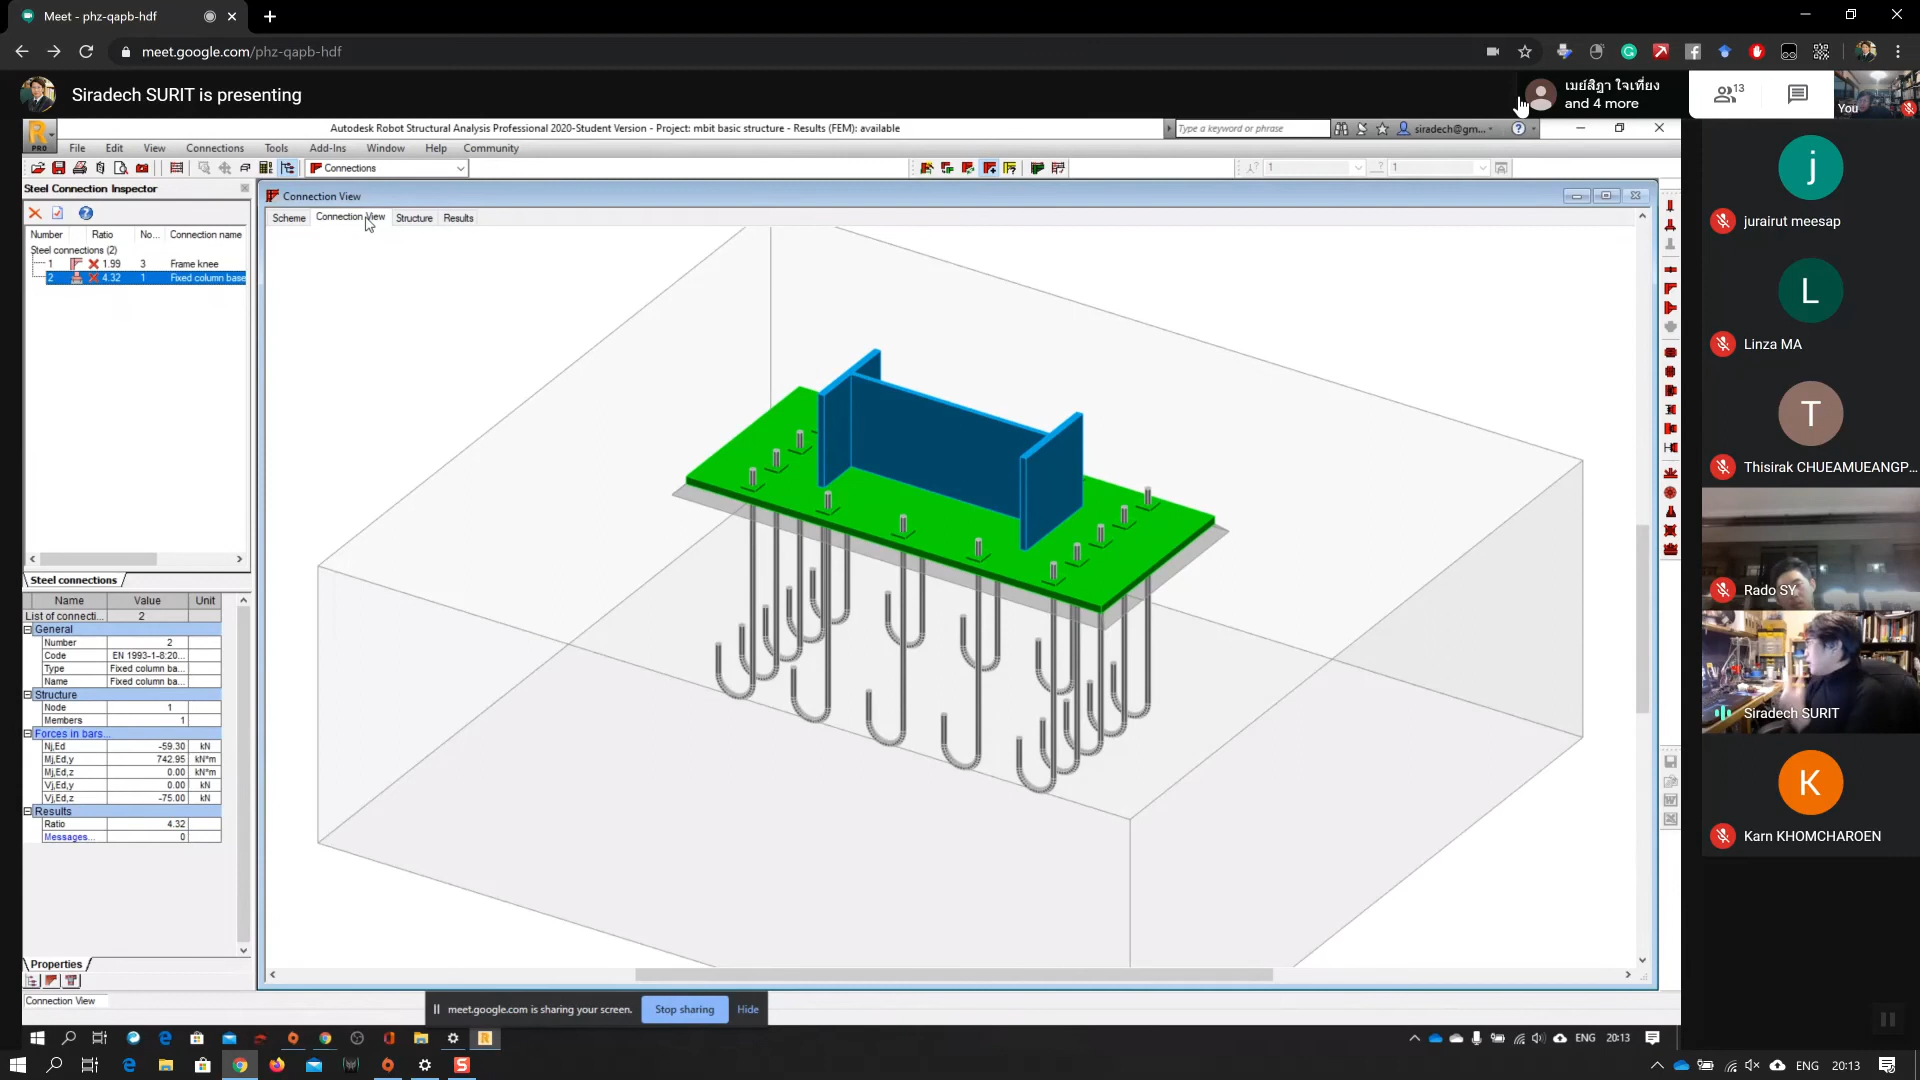 Meet - phz-qapb-hdf
meet.google.com/phz-qapb-hdf
Siradech SURIT is presenting
เมย์สิฎา ใจเที่ยง
and 4 more
13
You
R
PRO
Autodesk Robot Structural Analysis Professional 2020-Student Version - Project: mbit basic structure - Results (FEM): available
Type a keyword or phrase
siradech@gm...
File Edit View Connections Tools Add-Ins Window Help Community
Connections
1
1
Steel Connection Inspector
Number Ratio No... Connection name
Steel connections (2)
1 1.99 3 Frame knee
2 4.32 1 Fixed column base
Steel connections
Name Value Unit
List of connecti... 2
General
Number 2
Code EN 1993-1-8:20...
Type Fixed column ba...
Name Fixed column ba...
Structure
Node 1
Members 1
Forces in bars...
Nj,Ed -59.30 kN
Mj,Ed,y 742.95 kN*m
Mj,Ed,z 0.00 kN*m
Vj,Ed,y 0.00 kN
Vj,Ed,z -75.00 kN
Results
Ratio 4.32
Messages... 0
Properties
Connection View
Connection View
Scheme Connection View Structure Results
j
jurairut meesap
L
Linza MA
T
Thisirak CHUEAMUEANGP...
Rado SY
Siradech SURIT
K
Karn KHOMCHAROEN
meet.google.com is sharing your screen. Stop sharing Hide
ENG 20:13
ENG 20:13